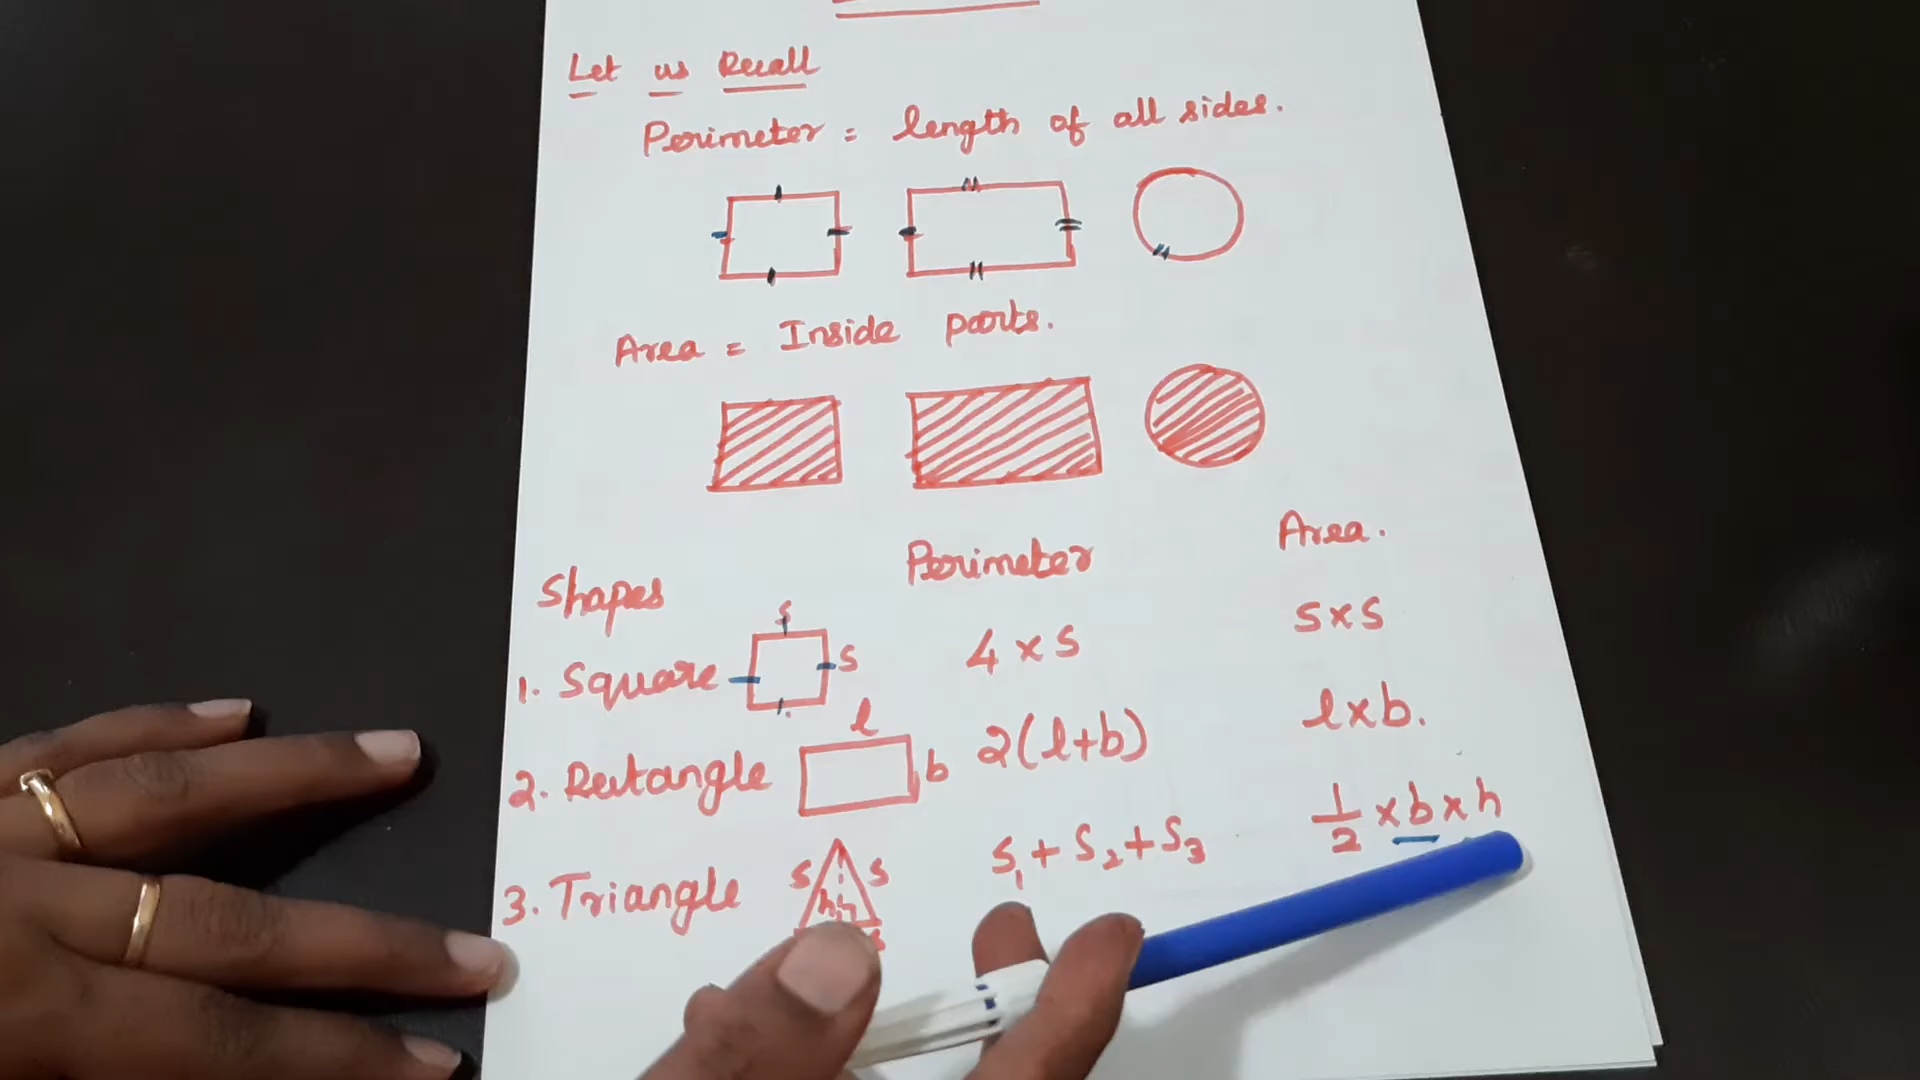 Let us Recall
Perimeter = length of all sides.
Area = Inside parts.
Shapes Perimeter Area.
s
1. Square s 4 x s s x s
l
2. Rectangle b 2(l+b) l x b.
3. Triangle s s h s S₁ + S₂ + S₃ 1/2 x b x h